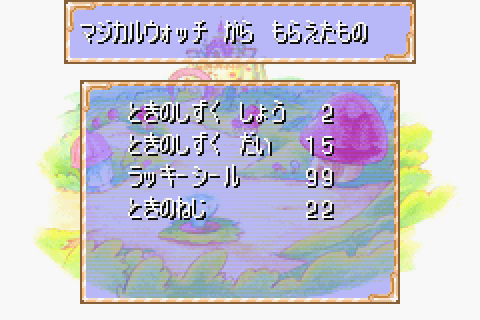 マジカルウォッチ から もらえたもの
ときのしずく しょう 2
ときのしずく だい 15
ラッキーシール 99
ときのねじ 22